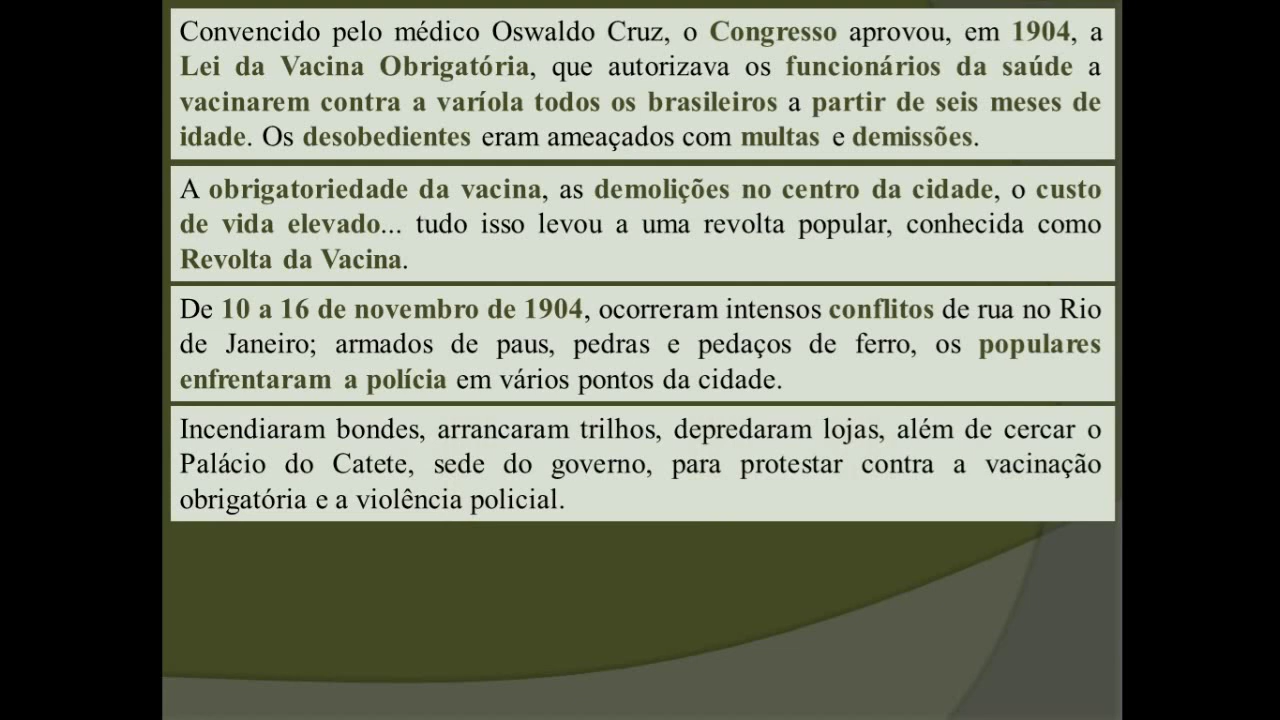 Convencido pelo médico Oswaldo Cruz, o Congresso aprovou, em 1904, a
Lei da Vacina Obrigatória, que autorizava os funcionários da saúde a
vacinarem contra a varíola todos os brasileiros a partir de seis meses de
idade. Os desobedientes eram ameaçados com multas e demissões.
A obrigatoriedade da vacina, as demolições no centro da cidade, o custo
de vida elevado... tudo isso levou a uma revolta popular, conhecida como
Revolta da Vacina.
De 10 a 16 de novembro de 1904, ocorreram intensos conflitos de rua no Rio
de Janeiro; armados de paus, pedras e pedaços de ferro, os populares
enfrentaram a polícia em vários pontos da cidade.
Incendiaram bondes, arrancaram trilhos, depredaram lojas, além de cercar o
Palácio do Catete, sede do governo, para protestar contra a vacinação
obrigatória e a violência policial.